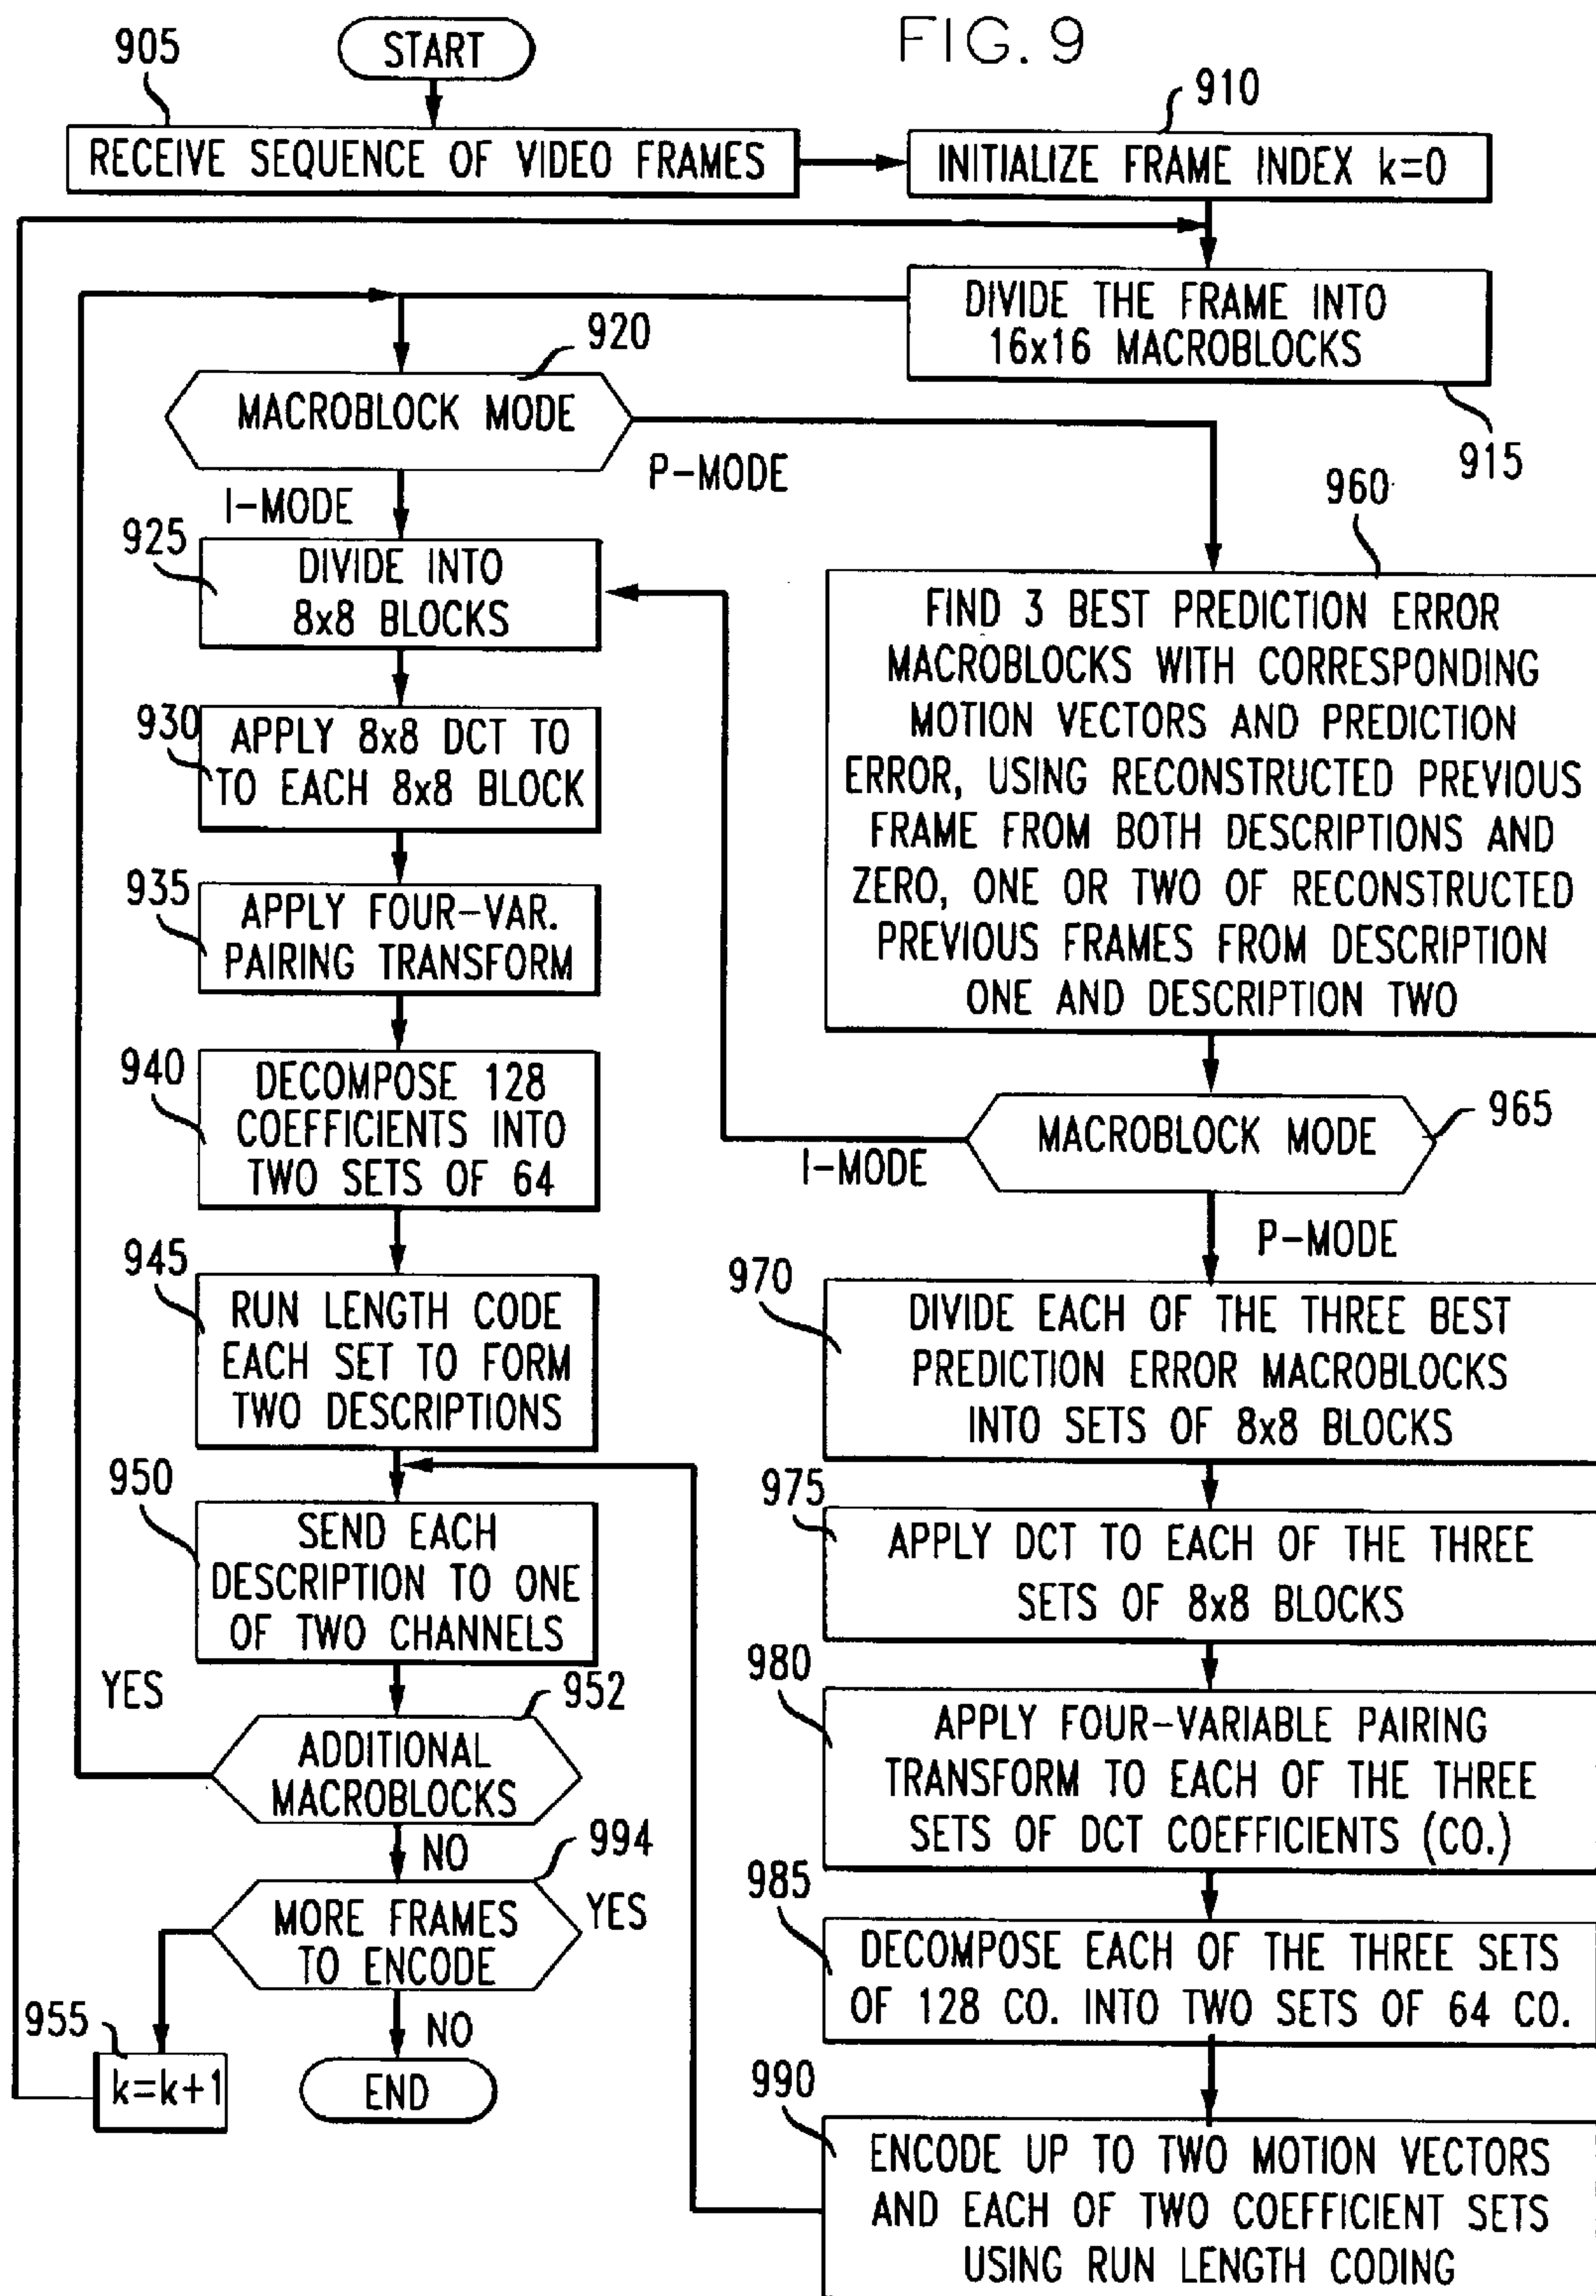 FIG. 9
905
START
910
RECEIVE SEQUENCE OF VIDEO FRAMES
INITIALIZE FRAME INDEX k=0
DIVIDE THE FRAME INTO
16x16 MACROBLOCKS
915
920
MACROBLOCK MODE
P-MODE
I-MODE
925
DIVIDE INTO
8x8 BLOCKS
930
APPLY 8x8 DCT TO
TO EACH 8x8 BLOCK
935
APPLY FOUR-VAR.
PAIRING TRANSFORM
940
DECOMPOSE 128
COEFFICIENTS INTO
TWO SETS OF 64
945
RUN LENGTH CODE
EACH SET TO FORM
TWO DESCRIPTIONS
950
SEND EACH
DESCRIPTION TO ONE
OF TWO CHANNELS
YES
952
ADDITIONAL
MACROBLOCKS
NO
994
MORE FRAMES
TO ENCODE
YES
955
k=k+1
NO
END
960
FIND 3 BEST PREDICTION ERROR
MACROBLOCKS WITH CORRESPONDING
MOTION VECTORS AND PREDICTION
ERROR, USING RECONSTRUCTED PREVIOUS
FRAME FROM BOTH DESCRIPTIONS AND
ZERO, ONE OR TWO OF RECONSTRUCTED
PREVIOUS FRAMES FROM DESCRIPTION
ONE AND DESCRIPTION TWO
965
MACROBLOCK MODE
I-MODE
P-MODE
970
DIVIDE EACH OF THE THREE BEST
PREDICTION ERROR MACROBLOCKS
INTO SETS OF 8x8 BLOCKS
975
APPLY DCT TO EACH OF THE THREE
SETS OF 8x8 BLOCKS
980
APPLY FOUR-VARIABLE PAIRING
TRANSFORM TO EACH OF THE THREE
SETS OF DCT COEFFICIENTS (CO.)
985
DECOMPOSE EACH OF THE THREE SETS
OF 128 CO. INTO TWO SETS OF 64 CO.
990
ENCODE UP TO TWO MOTION VECTORS
AND EACH OF TWO COEFFICIENT SETS
USING RUN LENGTH CODING